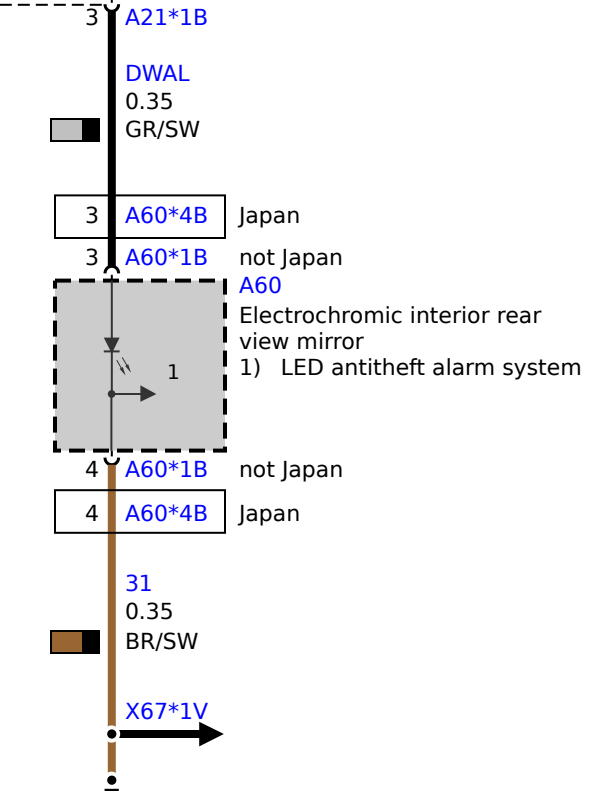 3 A21*1B
DWAL
0.35
GR/SW
3 A60*4B Japan
3 A60*1B not Japan
A60
Electrochromic interior rear
view mirror
1) LED antitheft alarm system
1
4 A60*1B not Japan
4 A60*4B Japan
31
0.35
BR/SW
X67*1V